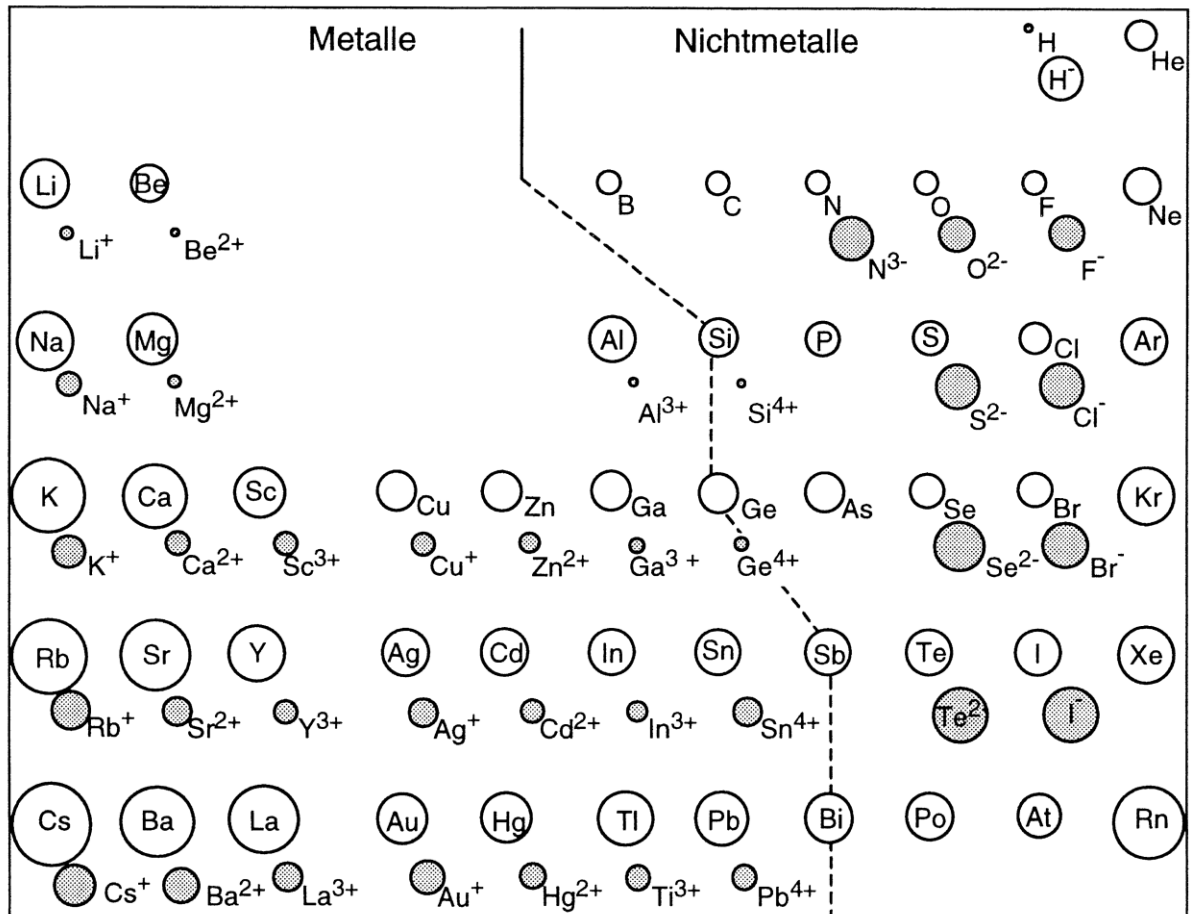 Metalle Nichtmetalle H He
H⁻
Li Be B C N O F Ne
Li⁺ Be²⁺ N³⁻ O²⁻ F⁻
Na Mg Al Si P S Cl Ar
Na⁺ Mg²⁺ Al³⁺ Si⁴⁺ S²⁻ Cl⁻
K Ca Sc Cu Zn Ga Ge As Se Br Kr
K⁺ Ca²⁺ Sc³⁺ Cu⁺ Zn²⁺ Ga³⁺ Ge⁴⁺ Se²⁻ Br⁻
Rb Sr Y Ag Cd In Sn Sb Te I Xe
Rb⁺ Sr²⁺ Y³⁺ Ag⁺ Cd²⁺ In³⁺ Sn⁴⁺ Te²⁻ I⁻
Cs Ba La Au Hg Tl Pb Bi Po At Rn
Cs⁺ Ba²⁺ La³⁺ Au⁺ Hg²⁺ Ti³⁺ Pb⁴⁺